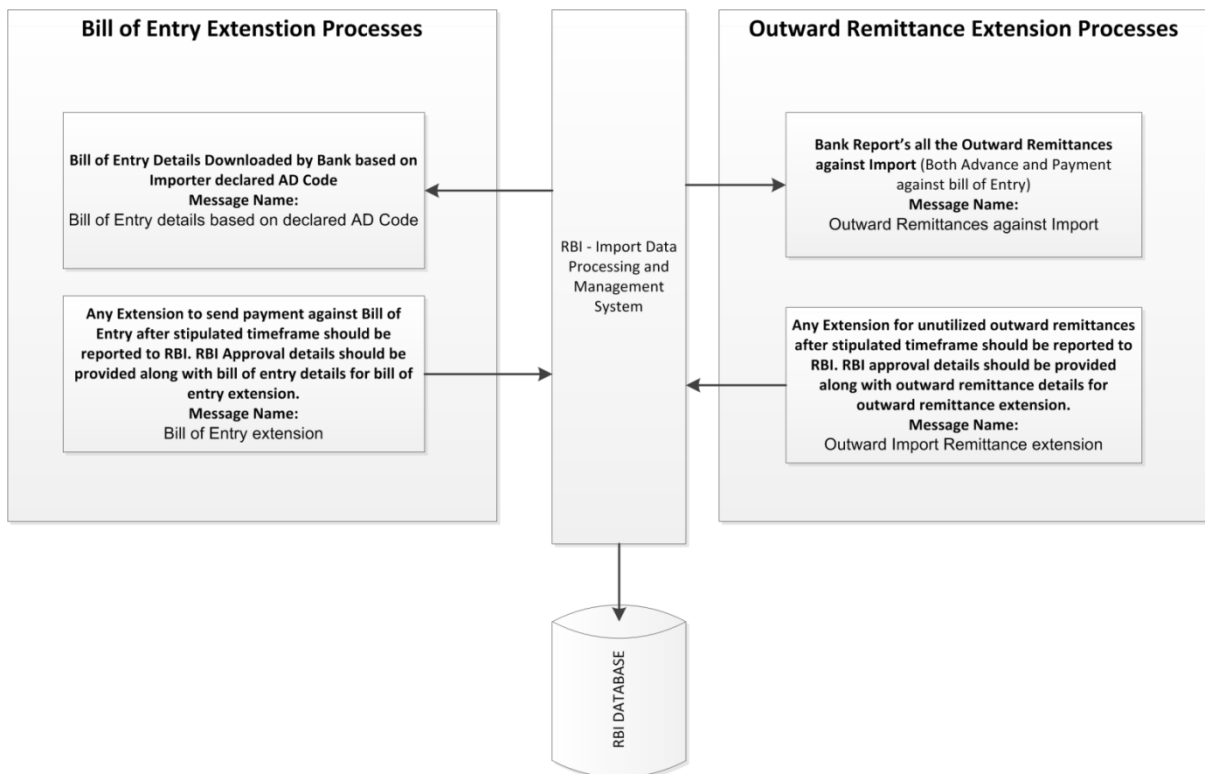 Bill of Entry Extenstion Processes
Bill of Entry Details Downloaded by Bank based on
Importer declared AD Code
Message Name:
Bill of Entry details based on declared AD Code
Any Extension to send payment against Bill of
Entry after stipulated timeframe should be
reported to RBI. RBI Approval details should be
provided along with bill of entry details for bill of
entry extension.
Message Name:
Bill of Entry extension
RBI - Import Data
Processing and
Management
System
Outward Remittance Extension Processes
Bank Report's all the Outward Remittances
against Import (Both Advance and Payment
against bill of Entry)
Message Name:
Outward Remittances against Import
Any Extension for unutilized outward remittances
after stipulated timeframe should be reported to
RBI. RBI approval details should be provided
along with outward remittance details for
outward remittance extension.
Message Name:
Outward Import Remittance extension
RBI DATABASE